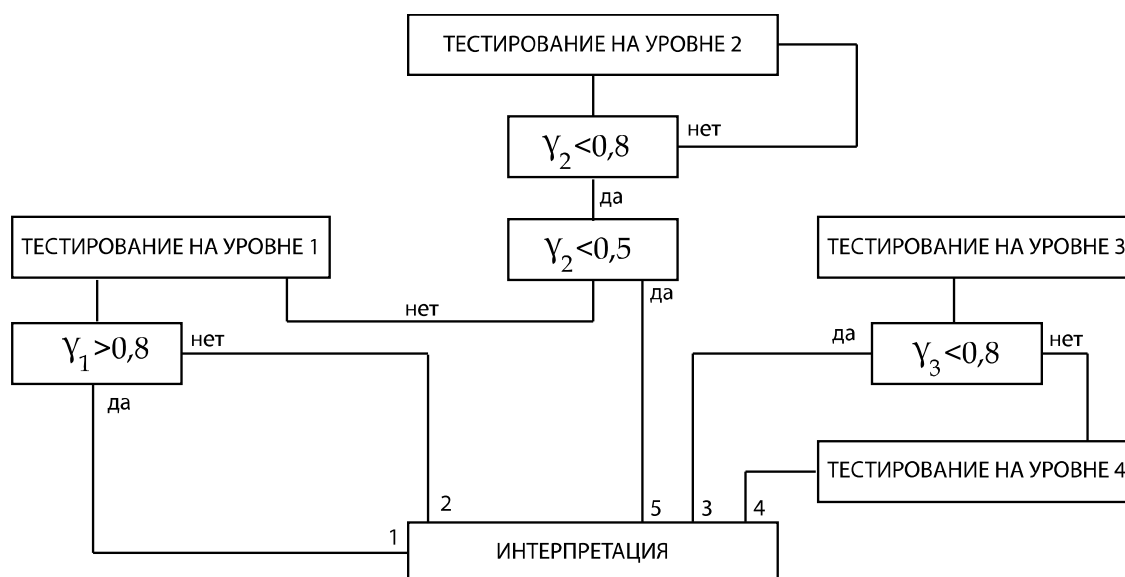 ТЕСТИРОВАНИЕ НА УРОВНЕ 2
γ2<0,8
нет
да
ТЕСТИРОВАНИЕ НА УРОВНЕ 1
γ2<0,5
ТЕСТИРОВАНИЕ НА УРОВНЕ 3
да
нет
γ1>0,8
нет
да
γ3<0,8
нет
да
ТЕСТИРОВАНИЕ НА УРОВНЕ 4
1
2
5
3
4
ИНТЕРПРЕТАЦИЯ